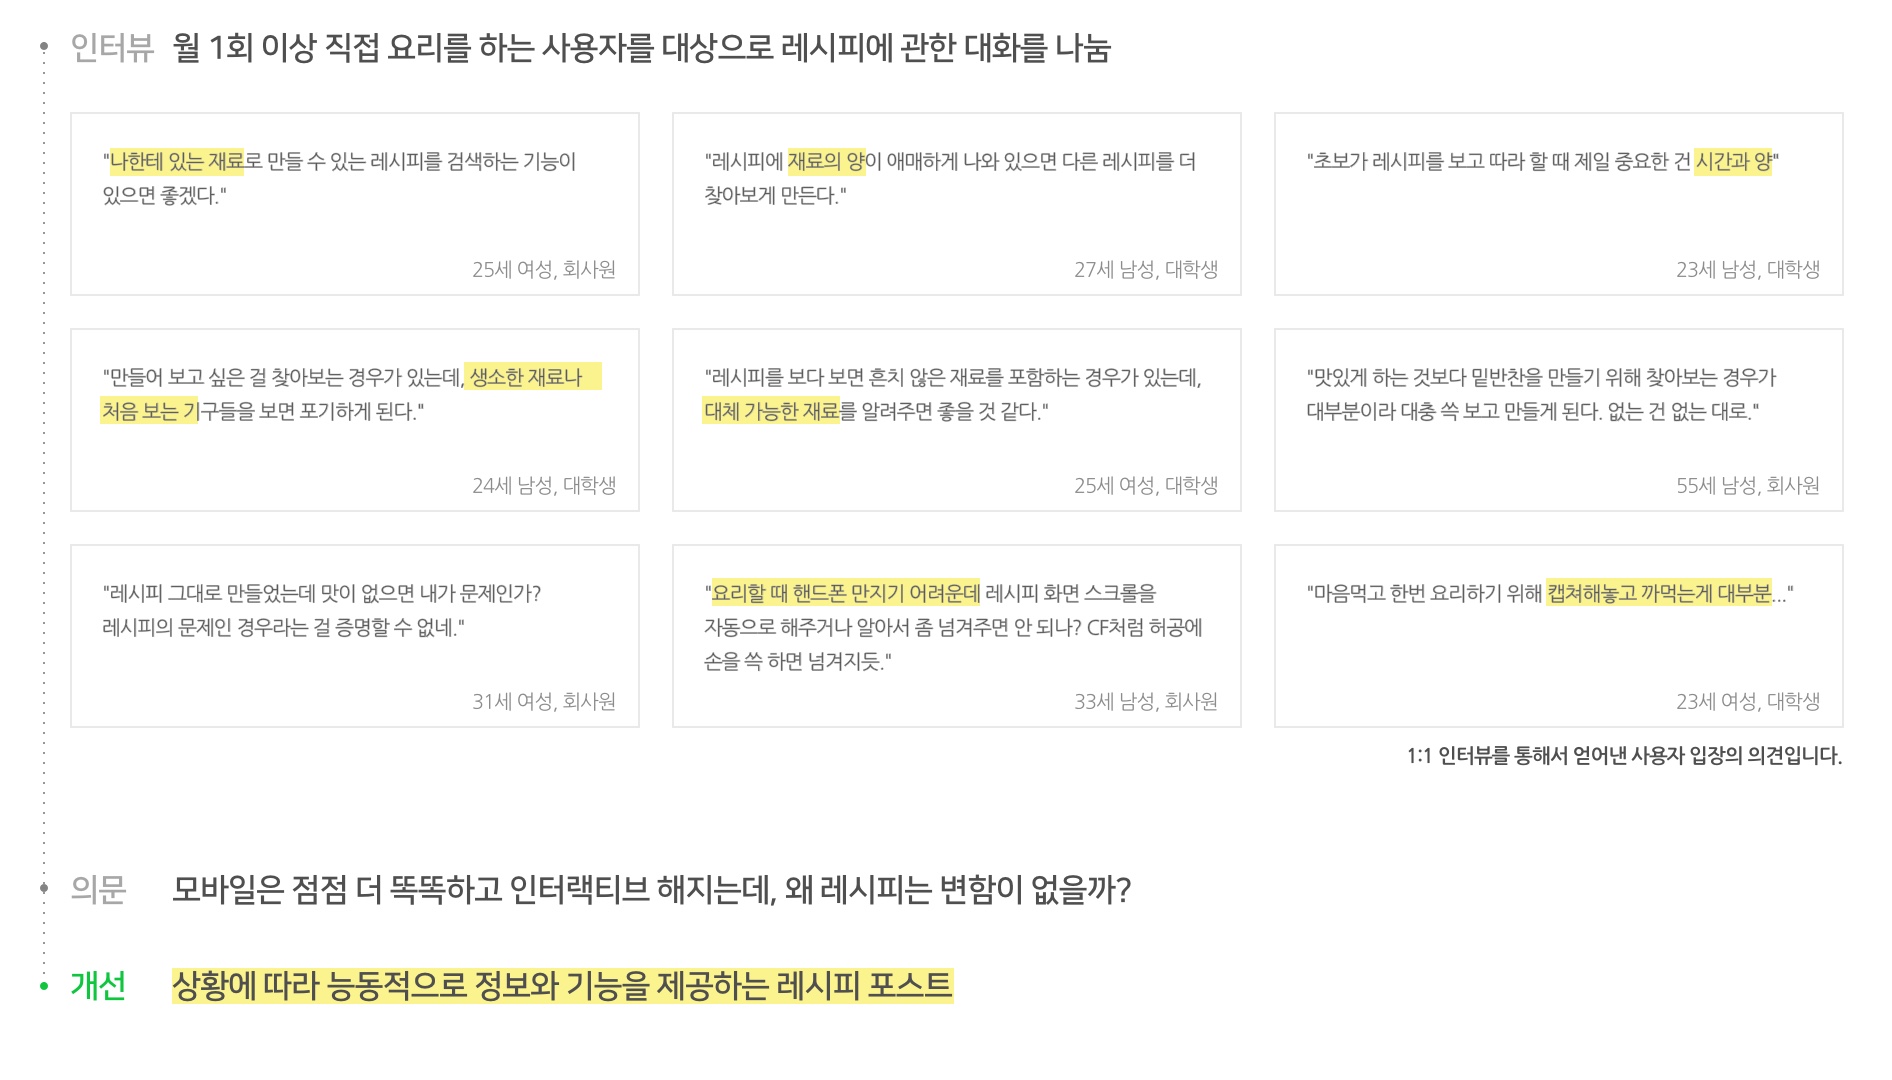 인터뷰 월 1회 이상 직접 요리를 하는 사용자를 대상으로 레시피에 관한 대화를 나눔
"나한테 있는 재료로 만들 수 있는 레시피를 검색하는 기능이
있으면 좋겠다."
25세 여성, 회사원
"레시피에 재료의 양이 애매하게 나와 있으면 다른 레시피를 더
찾아보게 만든다."
27세 남성, 대학생
"초보가 레시피를 보고 따라 할 때 제일 중요한 건 시간과 양"
23세 남성, 대학생
"만들어 보고 싶은 걸 찾아보는 경우가 있는데, 생소한 재료나
처음 보는 기구들을 보면 포기하게 된다."
24세 남성, 대학생
"레시피를 보다 보면 흔치 않은 재료를 포함하는 경우가 있는데,
대체 가능한 재료를 알려주면 좋을 것 같다."
25세 여성, 대학생
"맛있게 하는 것보다 밑반찬을 만들기 위해 찾아보는 경우가
대부분이라 대충 쓱 보고 만들게 된다. 없는 건 없는 대로."
55세 남성, 회사원
"레시피 그대로 만들었는데 맛이 없으면 내가 문제인가?
레시피의 문제인 경우라는 걸 증명할 수 없네."
31세 여성, 회사원
"요리할 때 핸드폰 만지기 어려운데 레시피 화면 스크롤을
자동으로 해주거나 알아서 좀 넘겨주면 안 되나? CF처럼 허공에
손을 쓱 하면 넘겨지듯."
33세 남성, 회사원
"마음먹고 한번 요리하기 위해 캡쳐해놓고 까먹는게 대부분..."
23세 여성, 대학생
1:1 인터뷰를 통해서 얻어낸 사용자 입장의 의견입니다.
의문 모바일은 점점 더 똑똑하고 인터랙티브 해지는데, 왜 레시피는 변함이 없을까?
개선 상황에 따라 능동적으로 정보와 기능을 제공하는 레시피 포스트